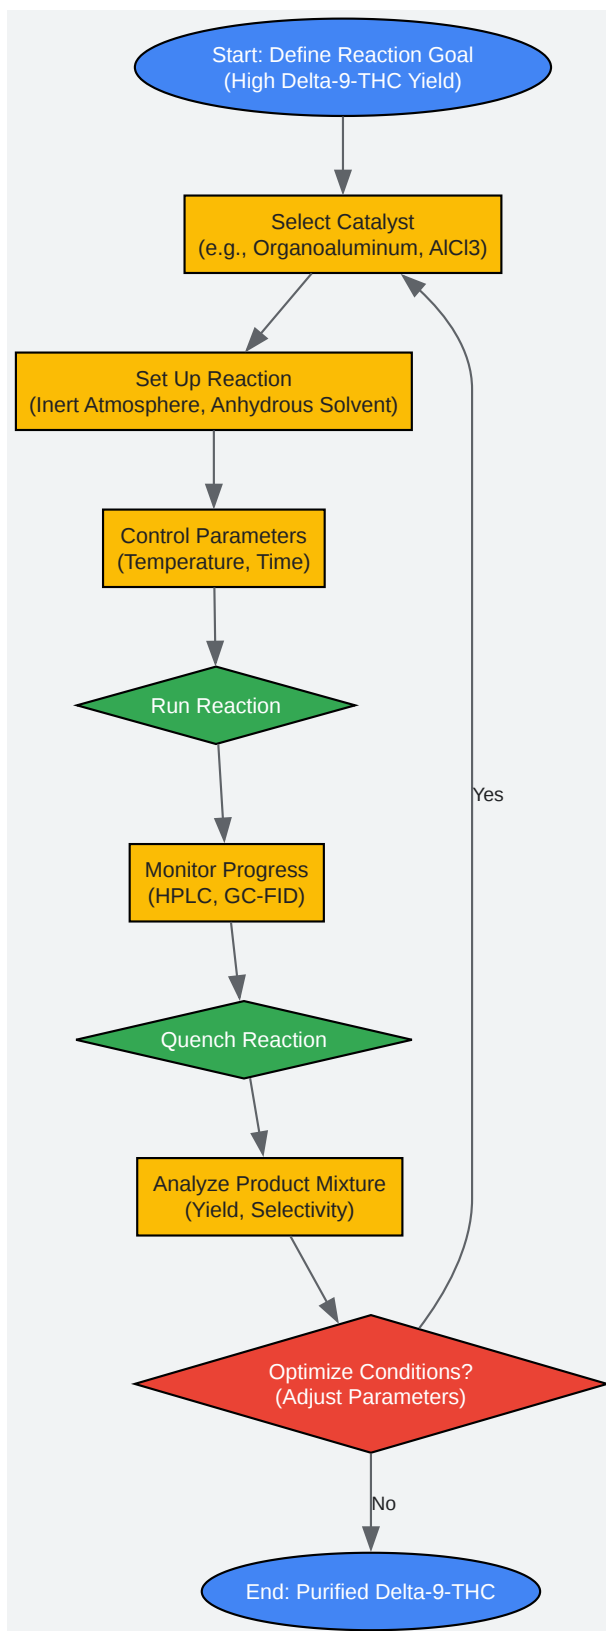 Start: Define Reaction Goal
(High Delta-9-THC Yield)
Select Catalyst
(e.g., Organoaluminum, AlCl3)
Set Up Reaction
(Inert Atmosphere, Anhydrous Solvent)
Control Parameters
(Temperature, Time)
Run Reaction
Yes
Monitor Progress
(HPLC, GC-FID)
Quench Reaction
Analyze Product Mixture
(Yield, Selectivity)
Optimize Conditions?
(Adjust Parameters)
No
End: Purified Delta-9-THC